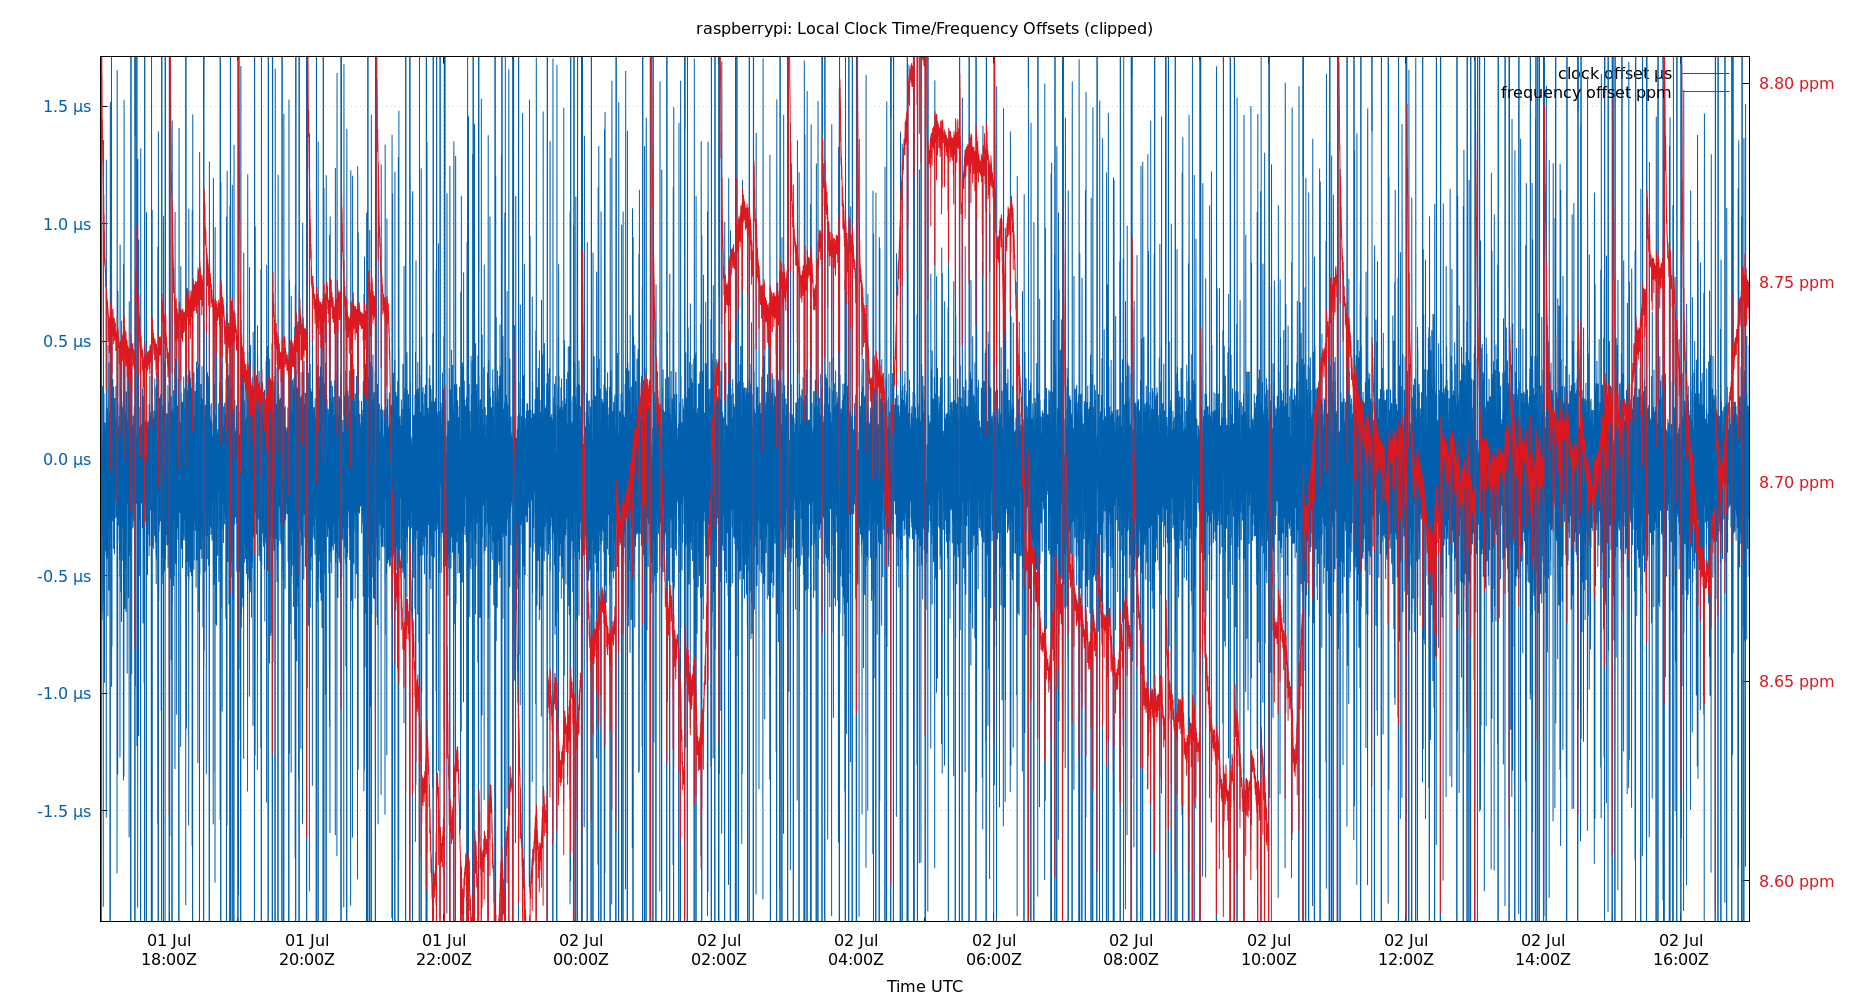 raspberrypi: Local Clock Time/Frequency Offsets (clipped)
clock offset µs
frequency offset ppm
1.5 µs
1.0 µs
0.5 µs
0.0 µs
-0.5 µs
-1.0 µs
-1.5 µs
8.80 ppm
8.75 ppm
8.70 ppm
8.65 ppm
8.60 ppm
01 Jul 01 Jul 01 Jul 02 Jul 02 Jul 02 Jul 02 Jul 02 Jul 02 Jul 02 Jul 02 Jul 02 Jul
18:00Z 20:00Z 22:00Z 00:00Z 02:00Z 04:00Z 06:00Z 08:00Z 10:00Z 12:00Z 14:00Z 16:00Z
Time UTC